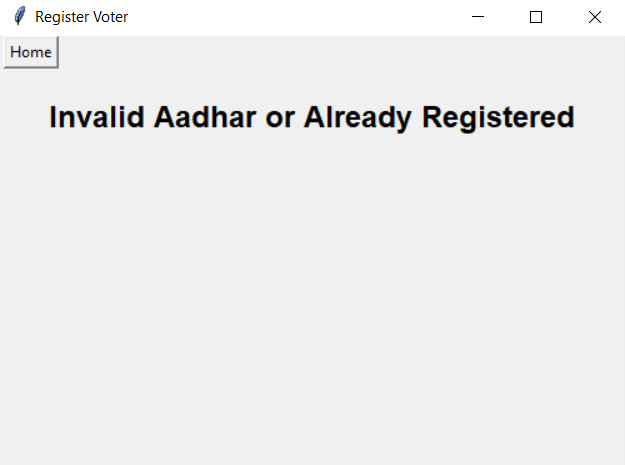 Register Voter
Home
Invalid Aadhar or Already Registered